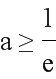 a ≥ 1/e